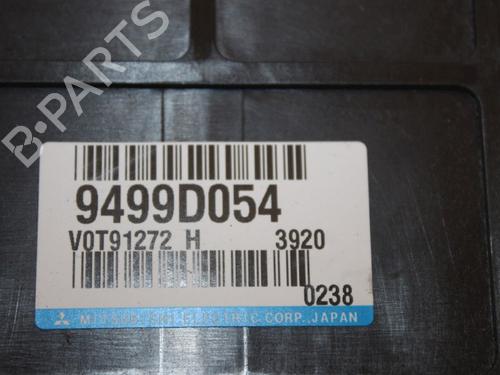 B·PARTS
9499D054
V0T91272 H 3920
0238
MITSUBISHI ELECTRIC CORP., JAPAN